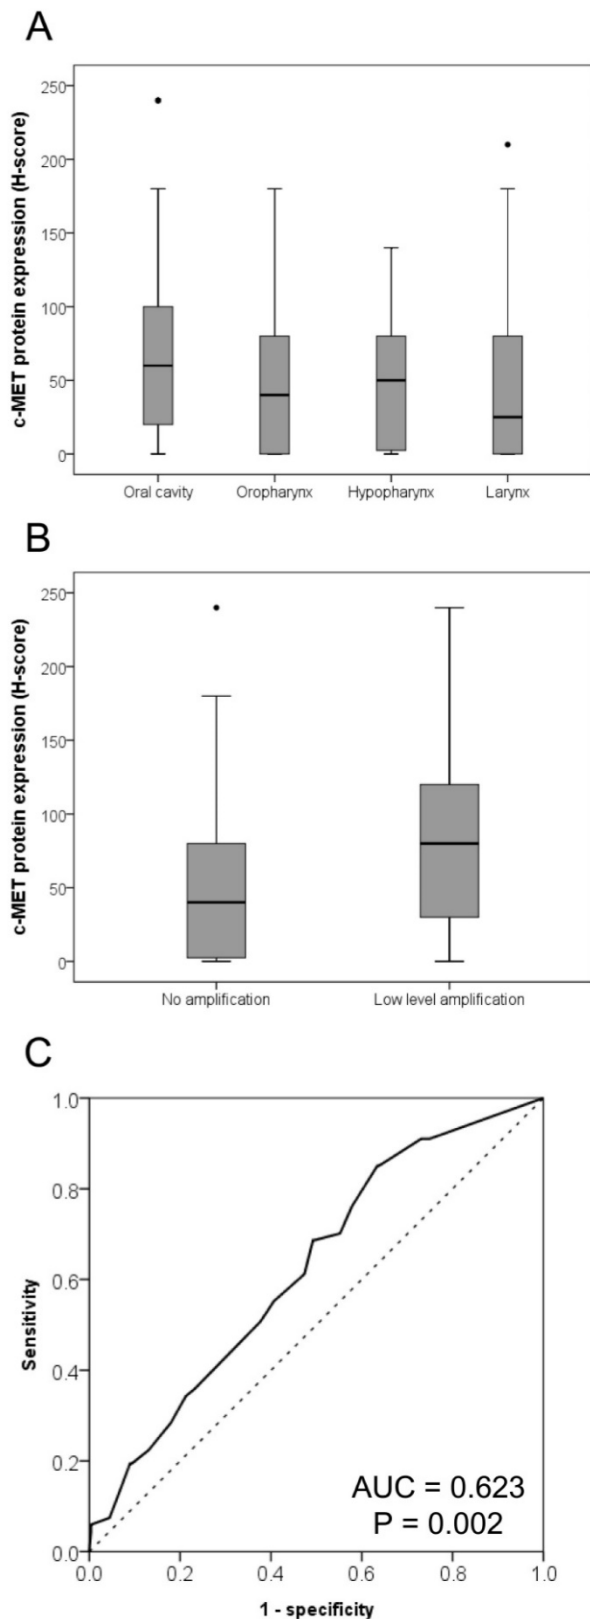 A
c-MET protein expression (H-score)
250
200
150
100
50
0
Oral cavity Oropharynx Hypopharynx Larynx
B
c-MET protein expression (H-score)
250
200
150
100
50
0
No amplification Low level amplification
C
Sensitivity
1.0
0.8
0.6
0.4
0.2
0.0
AUC = 0.623
P = 0.002
0.0 0.2 0.4 0.6 0.8 1.0
1 - specificity